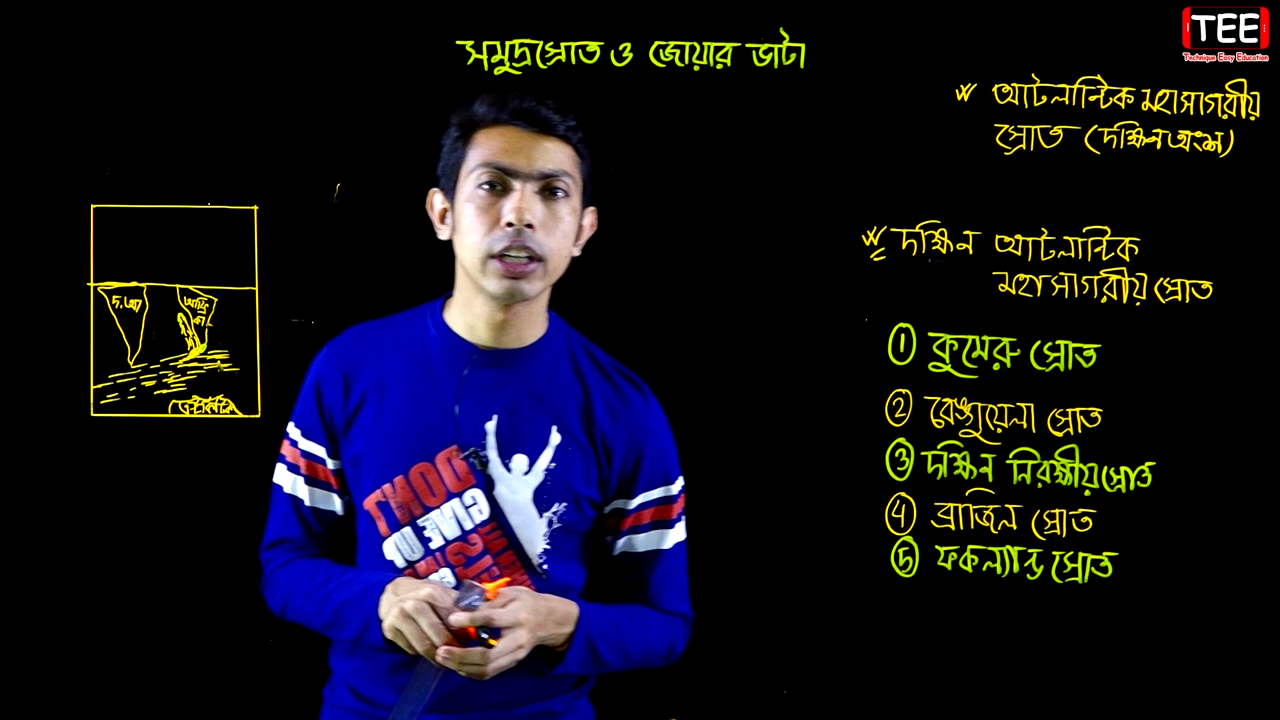 সমুদ্রস্রোত ও জোয়ার ভাটা
TEE
Technique Easy Education
আটলান্টিক মহাসাগরীয়
স্রোত (দক্ষিন অংশ)
দক্ষিন আটলান্টিক
মহাসাগরীয় স্রোত
① কুমেরু স্রোত
② বেঙ্গুয়েলা স্রোত
③ দক্ষিন নিরক্ষীয় স্রোত
④ ব্রাজিল স্রোত
⑤ ফকল্যান্ড স্রোত
দ.আ
আফ্রি
কা
DON'T
GIVE
UP